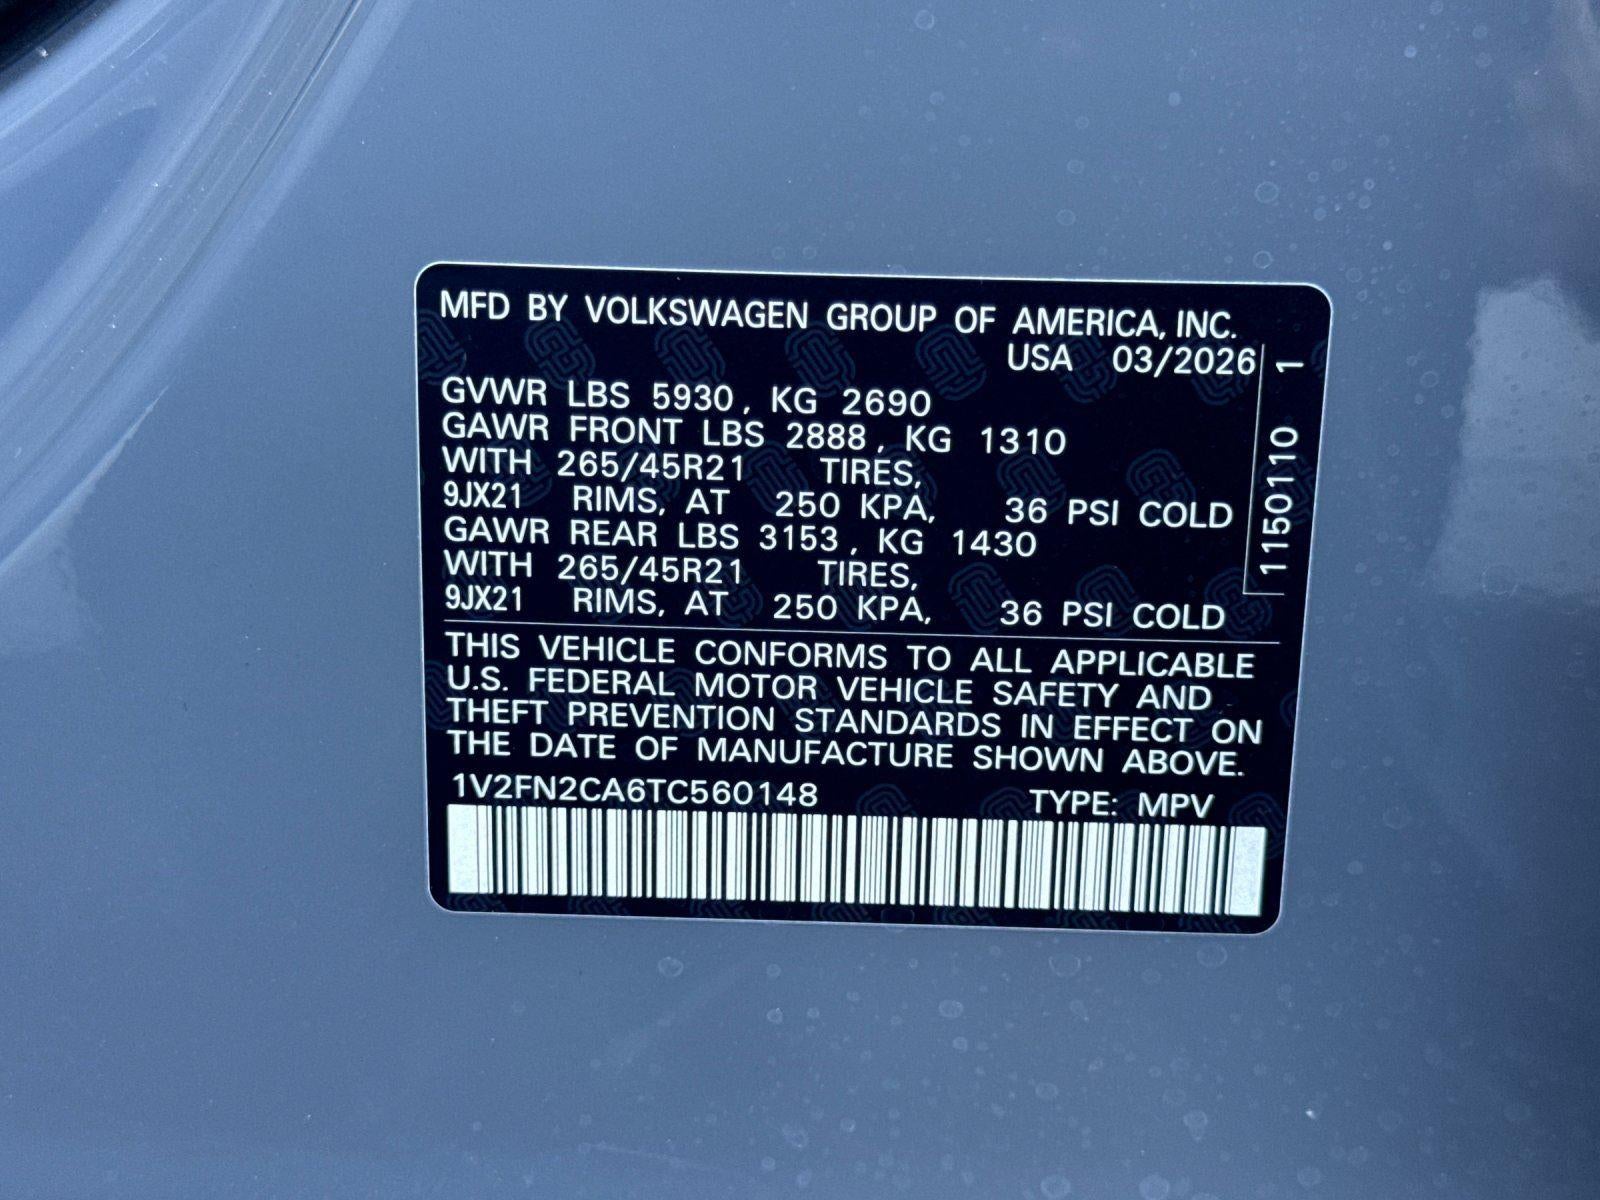 MFD BY VOLKSWAGEN GROUP OF AMERICA, INC.
USA 03/2026
GVWR LBS 5930, KG 2690
GAWR FRONT LBS 2888, KG 1310
WITH 265/45R21 TIRES,
9JX21 RIMS, AT 250 KPA, 36 PSI COLD
GAWR REAR LBS 3153, KG 1430
WITH 265/45R21 TIRES,
9JX21 RIMS, AT 250 KPA, 36 PSI COLD
1150110 1
THIS VEHICLE CONFORMS TO ALL APPLICABLE
U.S. FEDERAL MOTOR VEHICLE SAFETY AND
THEFT PREVENTION STANDARDS IN EFFECT ON
THE DATE OF MANUFACTURE SHOWN ABOVE.
1V2FN2CA6TC560148 TYPE: MPV